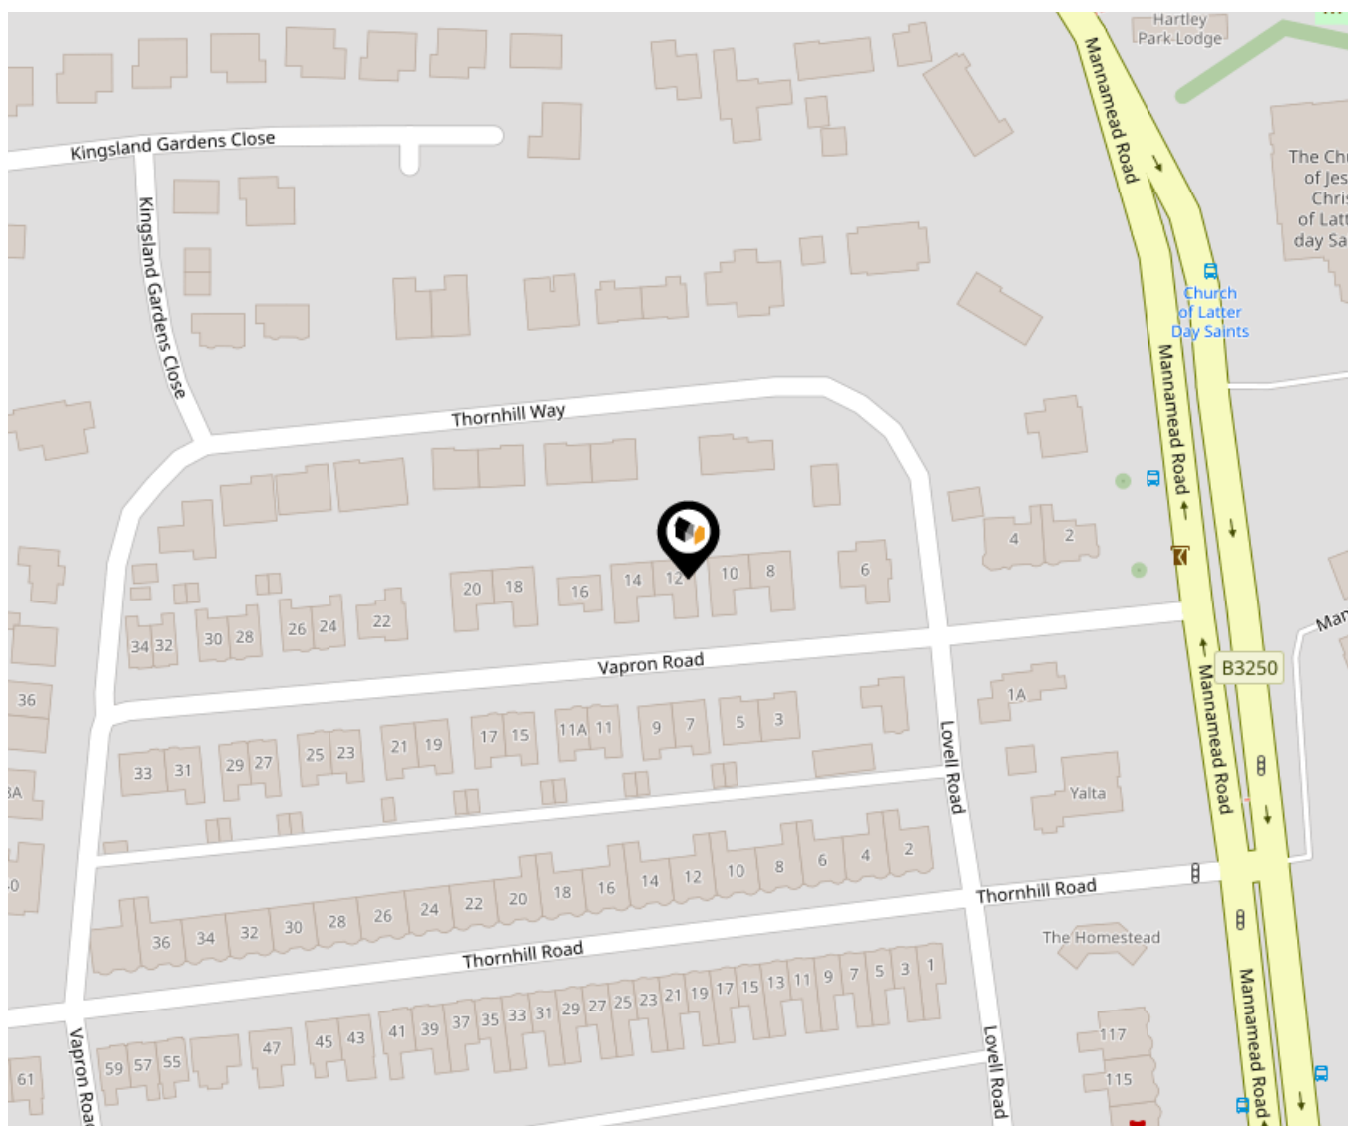 Hartley
Park Lodge
Mannamead Road
Kingsland Gardens Close
The Chu
of Jes
Chris
of Latt
day Sa
Kingsland Gardens Close
Church
of Latter
Day Saints
Mannamead Road
Thornhill Way
4
2
14
12
10
8
6
20
18
16
22
26
24
30
28
34
32
Man
Vapron Road
B3250
Mannamead Road
1A
36
Lovell Road
33
31
29
27
25
23
21
19
17
15
11A
11
9
7
5
3
8A
Yalta
40
36
34
32
30
28
26
24
22
20
18
16
14
12
10
8
6
4
2
Thornhill Road
Thornhill Road
The Homestead
Mannamead Road
59
57
55
47
45
43
41
39
37
35
33
31
29
27
25
23
21
19
17
15
13
11
9
7
5
3
1
61
Vapron Roa
Lovell Road
117
115